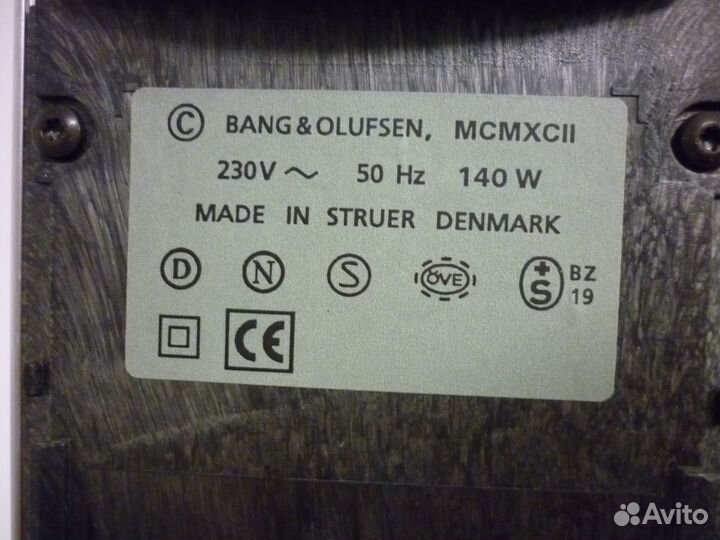 © BANG & OLUFSEN, MCMXCII
230V ~ 50 Hz 140 W
MADE IN STRUER DENMARK
D N S ÖVE +S BZ 19
CE
Avito